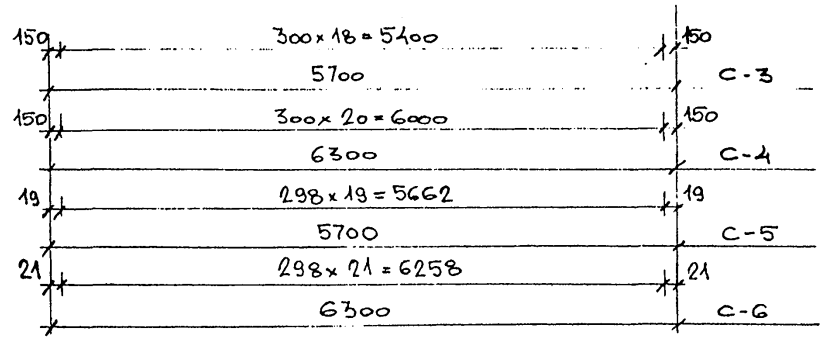 150 300 × 18 = 5400 150
5700 С-3
150 300 × 20 = 6000 150
6300 С-4
19 298 × 19 = 5662 19
5700 С-5
21 298 × 21 = 6258 21
6300 С-6